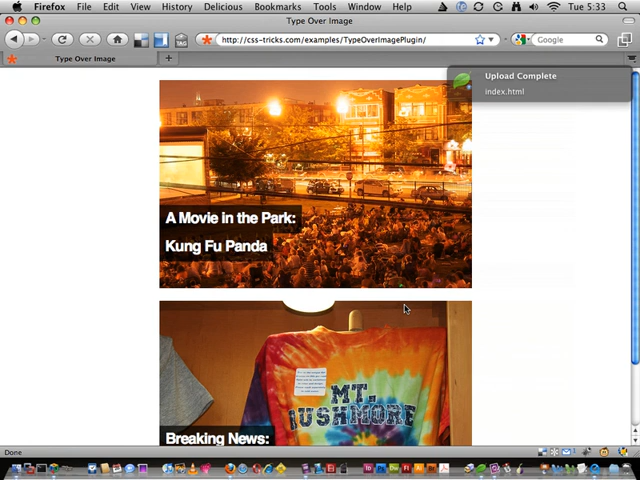 Firefox File Edit View History Delicious Bookmarks Tools Window Help Tue 5:33
Type Over Image
http://css-tricks.com/examples/TypeOverImagePlugin/ Google
TAG
Type Over Image
Upload Complete
index.html
A Movie in the Park:
Kung Fu Panda
MT.
RUSHMORE
Breaking News:
Done